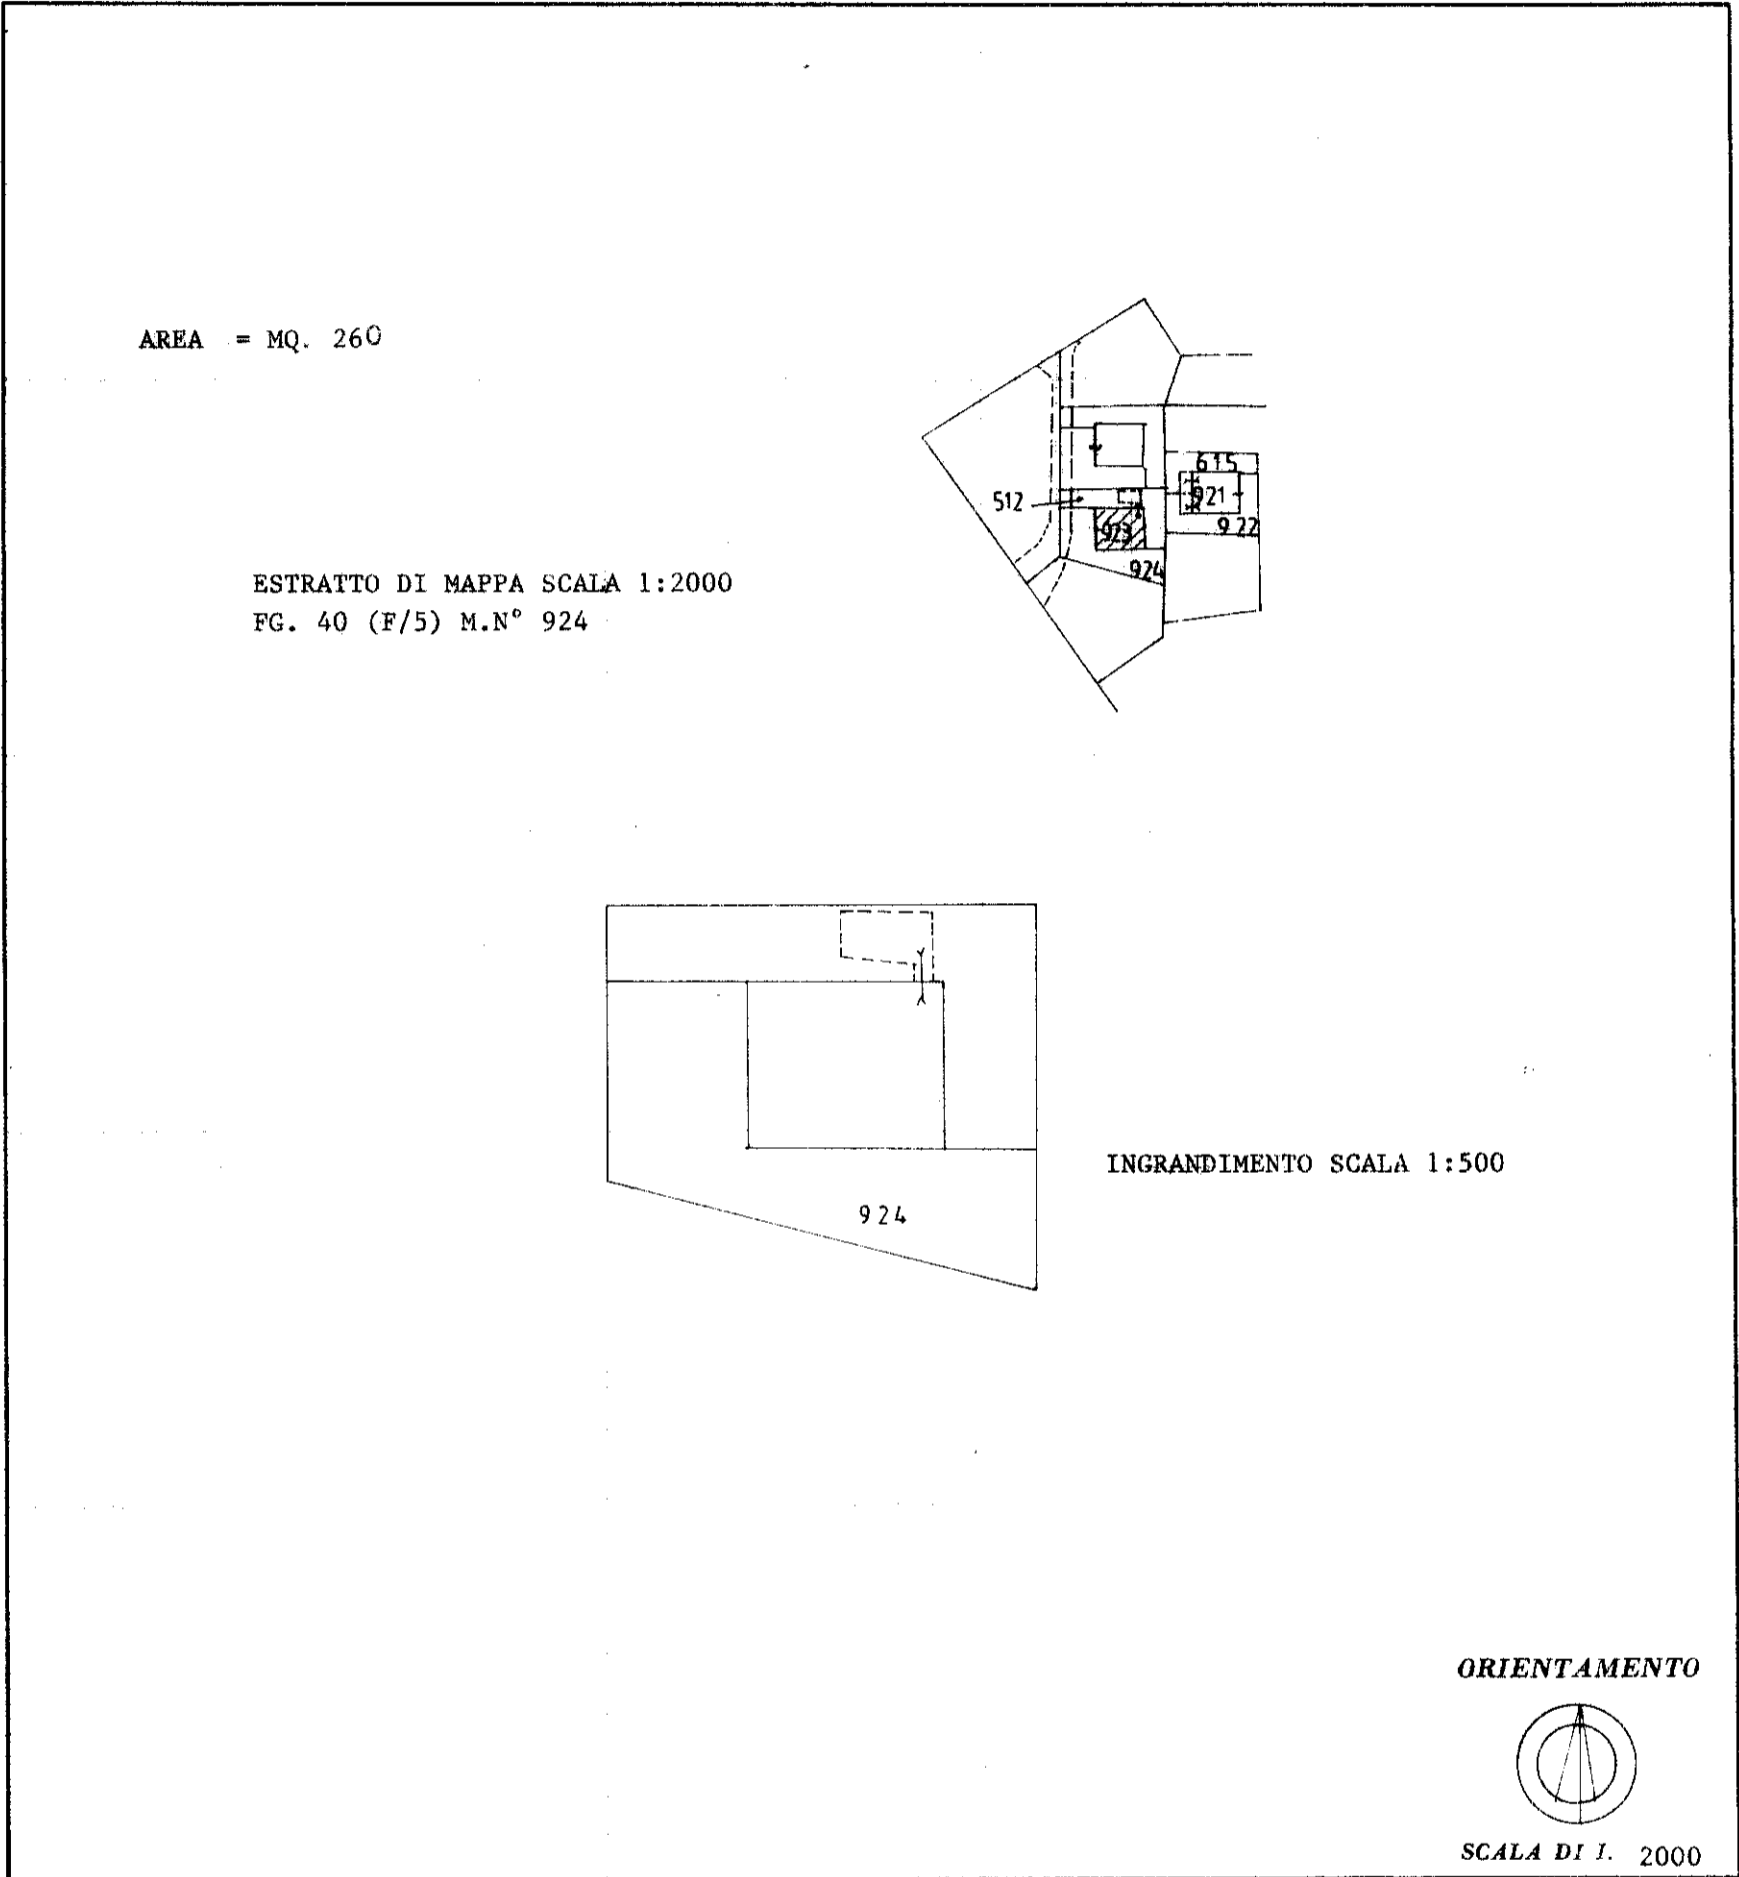 AREA = MQ. 260
615
512
921
922
923
924
ESTRATTO DI MAPPA SCALA 1:2000
FG. 40 (F/5) M.N° 924
INGRANDIMENTO SCALA 1:500
924
ORIENTAMENTO
SCALA DI I. 2000